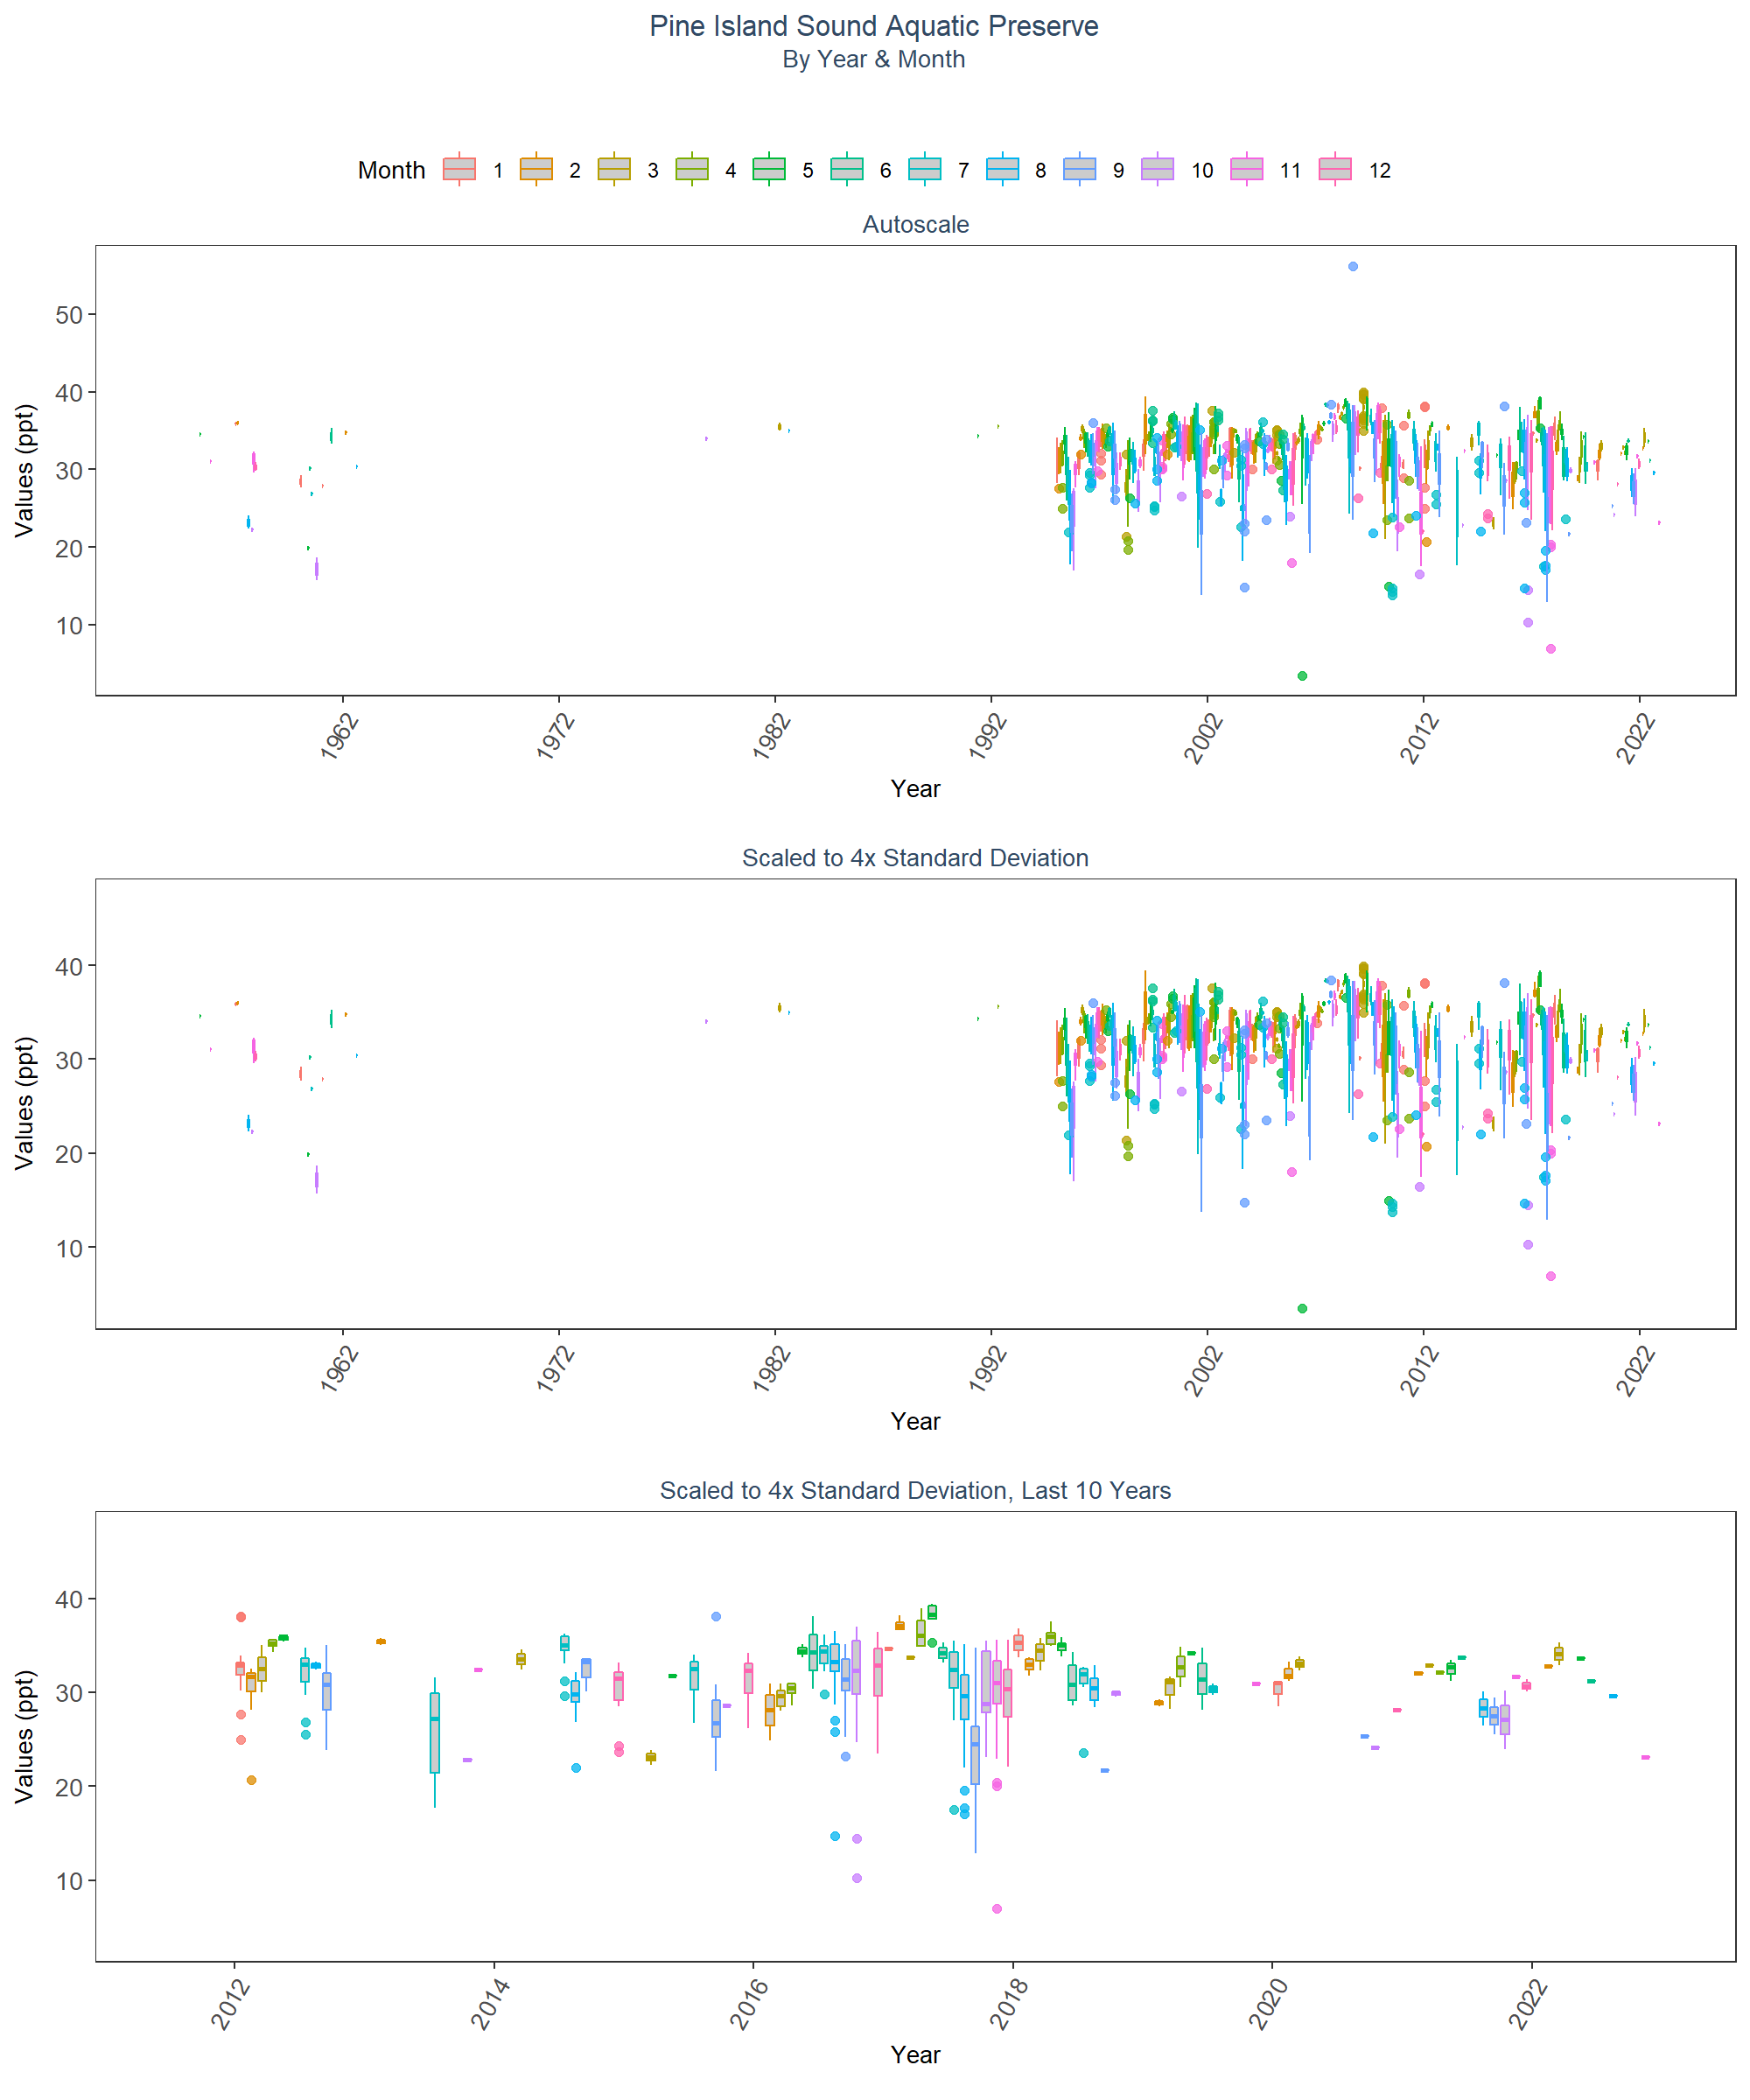 Pine Island Sound Aquatic Preserve
By Year & Month
Month 1 2 3 4 5 6 7 8 9 10 11 12
Autoscale
Values (ppt)
50
40
30
20
10
1962 1972 1982 1992 2002 2012 2022
Year
Scaled to 4x Standard Deviation
Values (ppt)
40
30
20
10
1962 1972 1982 1992 2002 2012 2022
Year
Scaled to 4x Standard Deviation, Last 10 Years
Values (ppt)
40
30
20
10
2012 2014 2016 2018 2020 2022
Year